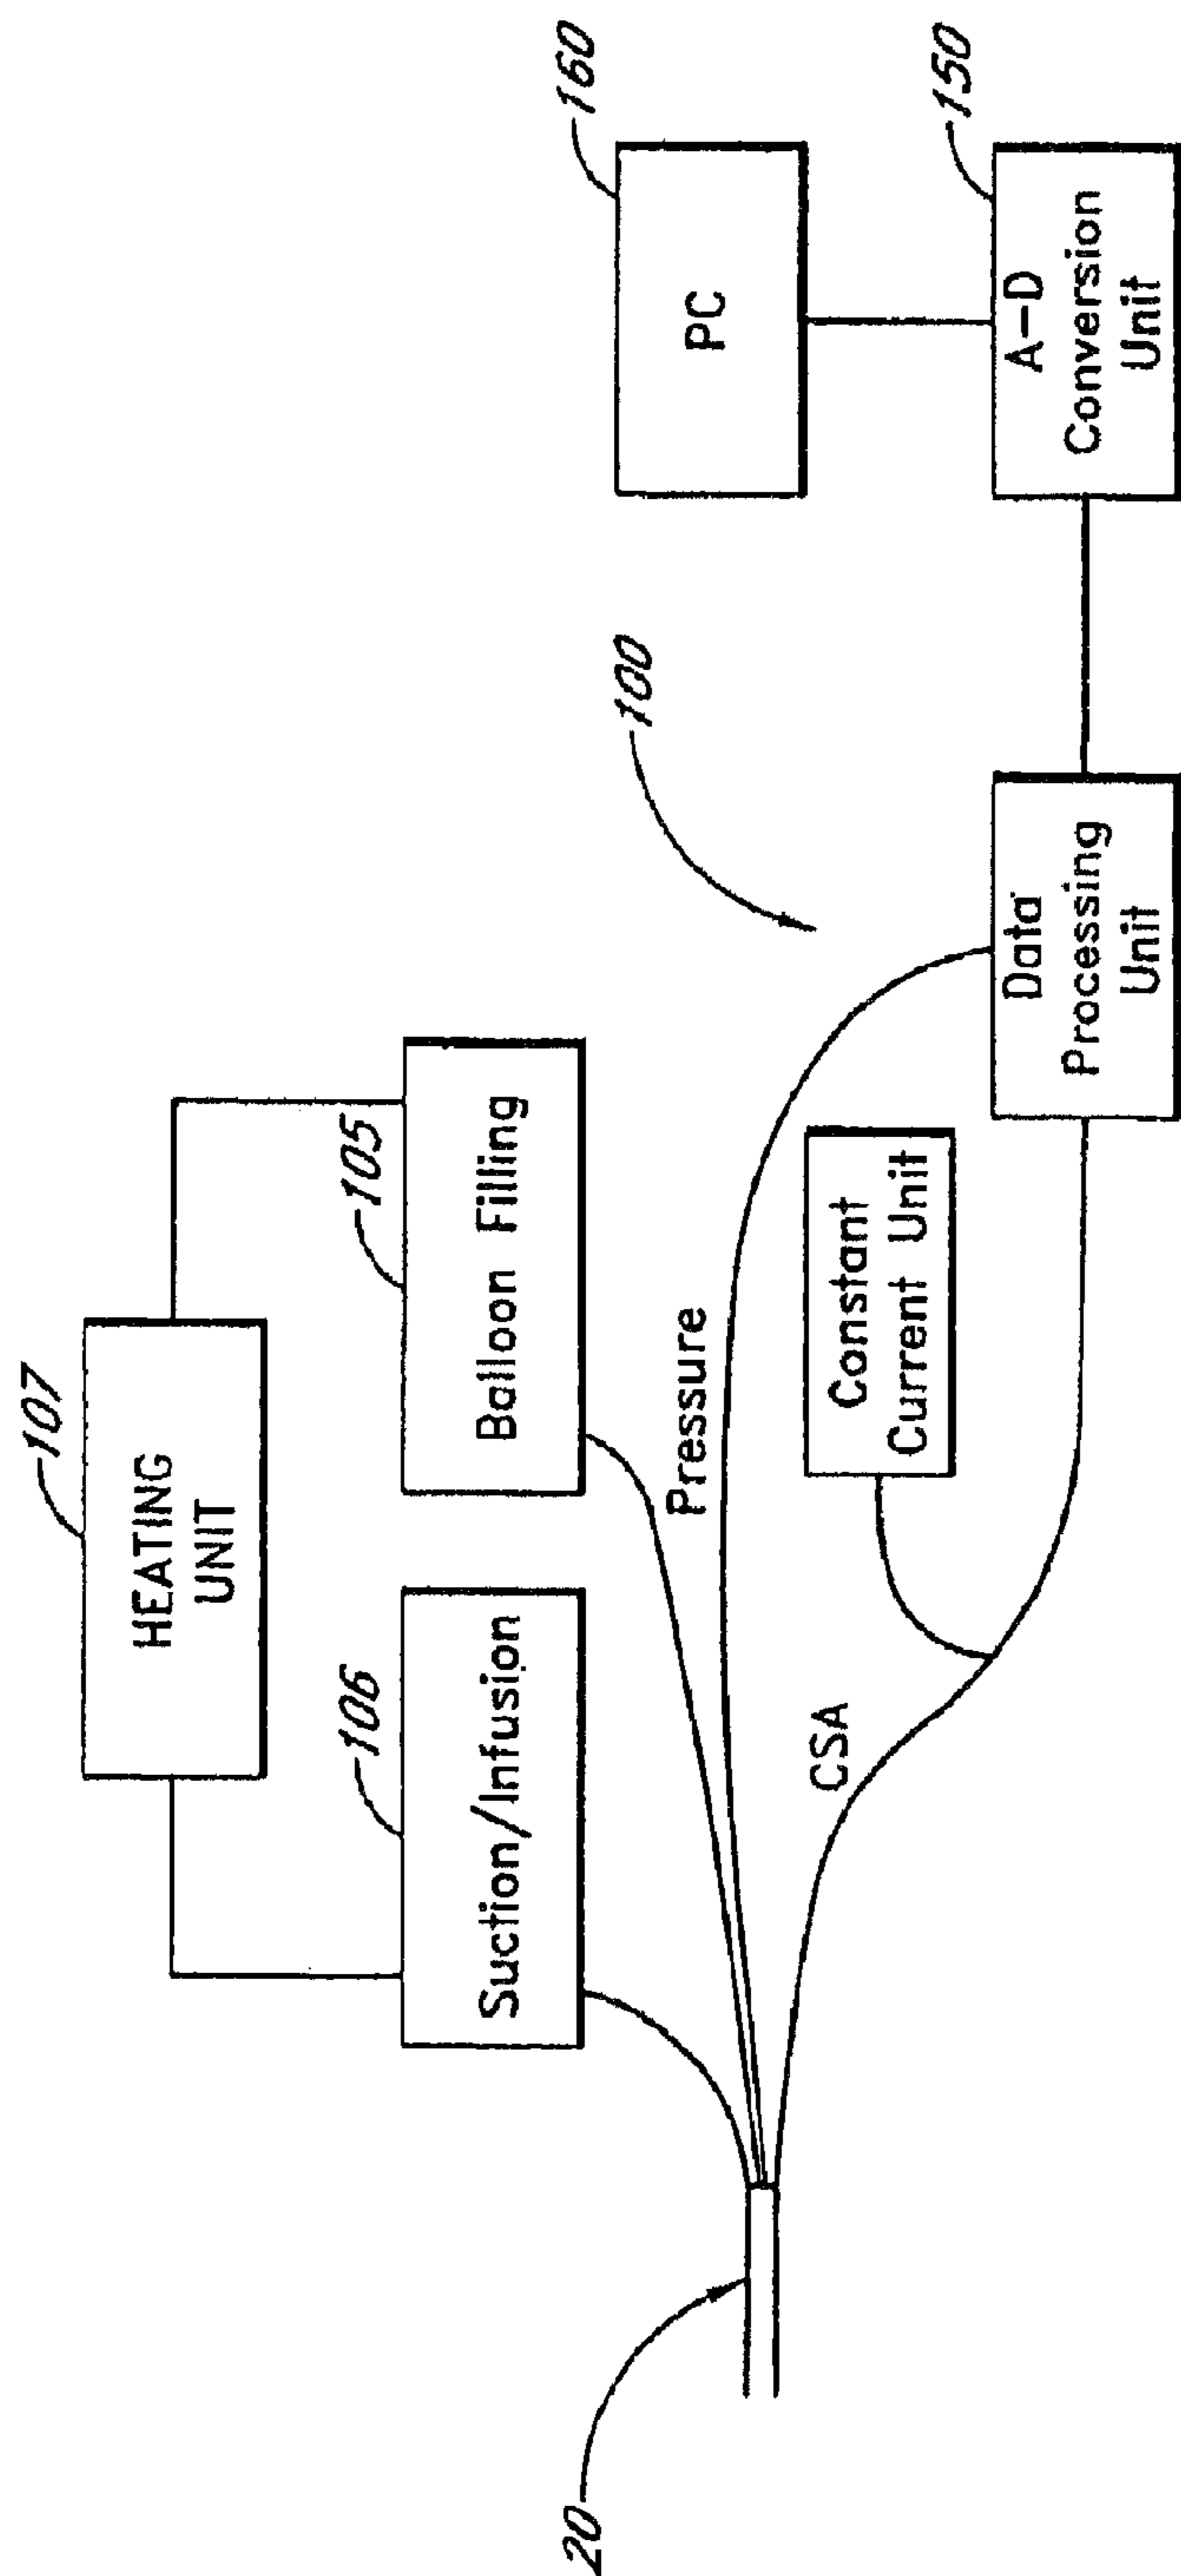 107
HEATING
UNIT
106
Suction/Infusion
105
Balloon Filling
160
PC
100
Pressure
Constant
Current Unit
CSA
20
Data
Processing
Unit
150
A-D
Conversion
Unit